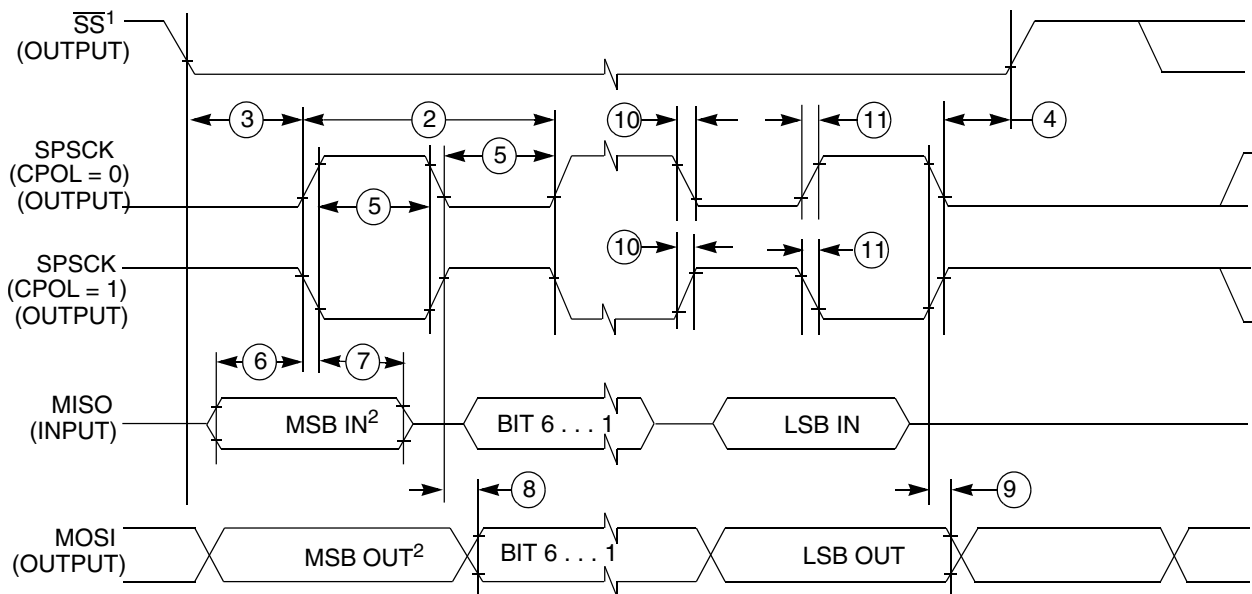 SS¹
(OUTPUT)
3
2
10
11
4
SPSCK
(CPOL = 0)
(OUTPUT)
5
5
SPSCK
(CPOL = 1)
(OUTPUT)
10
11
6
7
MISO
(INPUT)
MSB IN²
BIT 6 . . . 1
LSB IN
8
9
MOSI
(OUTPUT)
MSB OUT²
BIT 6 . . . 1
LSB OUT